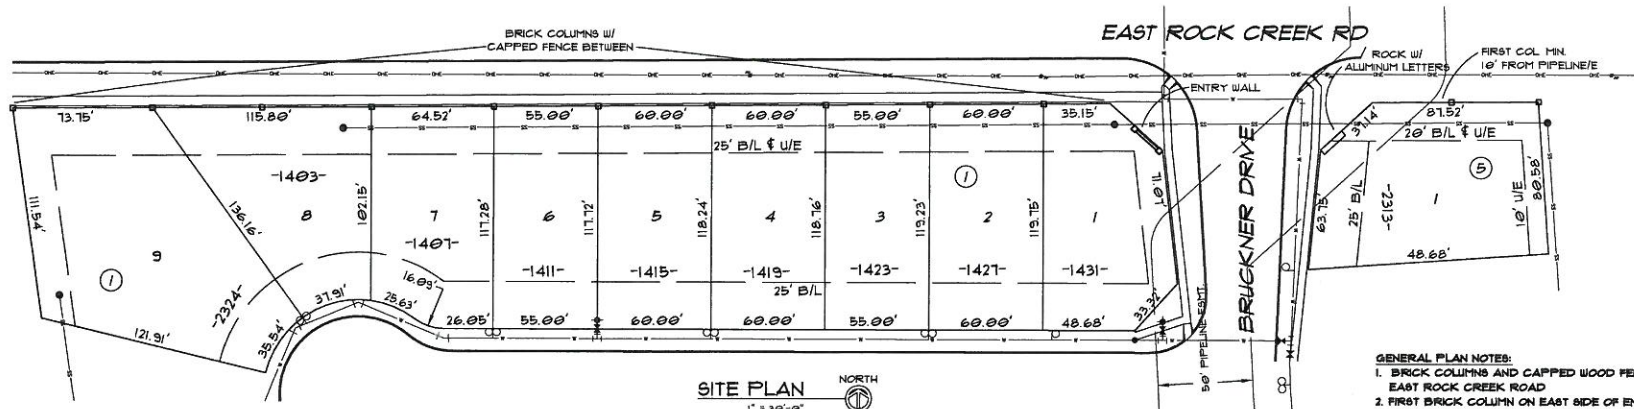 EAST ROCK CREEK RD
BRICK COLUMNS W/
CAPPED FENCE BETWEEN
ROCK W/
ALUMINUM LETTERS
FIRST COL. MIN.
10' FROM PIPELINE/E
ENTRY WALL
73.75'
115.80'
64.52'
55.00'
60.00'
60.00'
55.00'
60.00'
35.15'
37.14'
87.52'
20' B/L & U/E
25' B/L & U/E
-1403-
1
5
111.54'
136.16'
102.15'
117.28'
117.72'
118.24'
118.76'
119.23'
119.75'
71.07'
BRUCKNER DRIVE
63.75'
25' B/L
-2313-
10' U/E
80.58'
9
8
7
6
5
4
3
2
1
1
-1407-
1
-1411-
-1415-
-1419-
-1423-
-1427-
-1431-
48.68'
16.09'
25' B/L
-2324-
37.91'
25.63'
35.54'
121.91'
26.05'
55.00'
60.00'
60.00'
55.00'
60.00'
48.68'
33.32'
50' PIPELINE ESMT.
SITE PLAN
NORTH
1" = 30'-0"
GENERAL PLAN NOTES:
1. BRICK COLUMNS AND CAPPED WOOD
EAST ROCK CREEK ROAD
2. FIRST BRICK COLUMN ON EAST SIDE OF